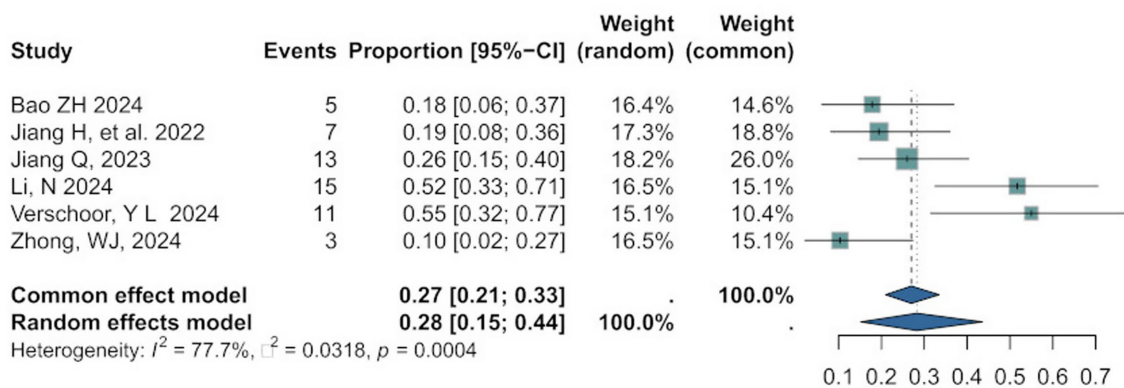 Study Events Proportion [95%−CI] Weight (random) Weight (common)
Bao ZH 2024 5 0.18 [0.06; 0.37] 16.4% 14.6%
Jiang H, et al. 2022 7 0.19 [0.08; 0.36] 17.3% 18.8%
Jiang Q, 2023 13 0.26 [0.15; 0.40] 18.2% 26.0%
Li, N 2024 15 0.52 [0.33; 0.71] 16.5% 15.1%
Verschoor, Y L 2024 11 0.55 [0.32; 0.77] 15.1% 10.4%
Zhong, WJ, 2024 3 0.10 [0.02; 0.27] 16.5% 15.1%
Common effect model 0.27 [0.21; 0.33] . 100.0%
Random effects model 0.28 [0.15; 0.44] 100.0% .
Heterogeneity: I² = 77.7%, □² = 0.0318, p = 0.0004
0.1 0.2 0.3 0.4 0.5 0.6 0.7